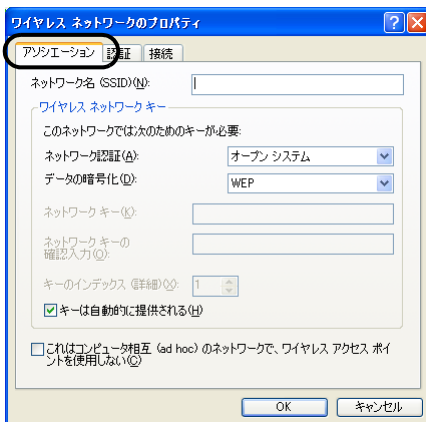 ワイヤレス ネットワークのプロパティ
アソシエーション 認証 接続
ネットワーク名 (SSID)(N):
ワイヤレス ネットワーク キー
このネットワークでは次のためのキーが必要:
ネットワーク認証(A): オープン システム
データの暗号化(D): WEP
ネットワーク キー(K):
ネットワーク キーの
確認入力(O):
キーのインデックス (詳細)(X): 1
キーは自動的に提供される(H)
これはコンピュータ相互 (ad hoc) のネットワークで、ワイヤレス アクセス ポイ
ントを使用しない(C)
OK キャンセル